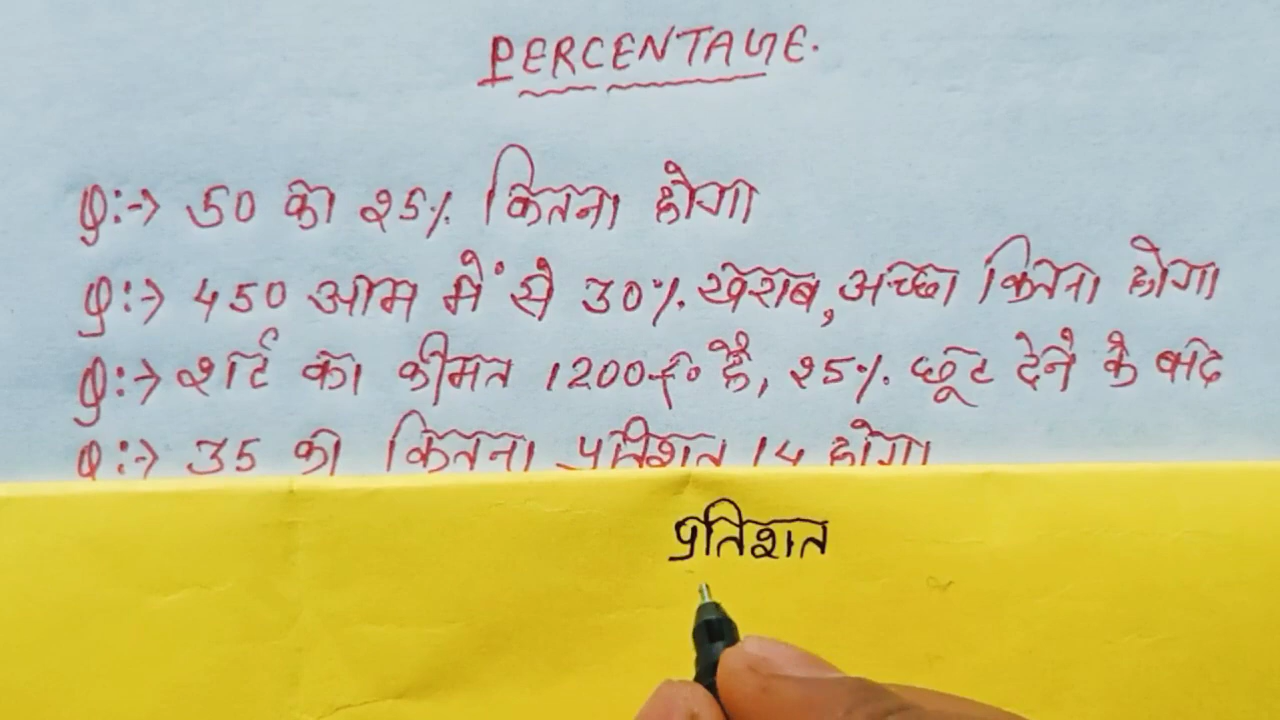 PERCENTAGE.
Q:→ 50 का 25% कितना होगा
Q:→ 450 आम में से 30% खराब, अच्छा कितना होगा
Q:→ शर्ट का कीमत 1200रु० है, 25% छूट देने के बाद
Q:→ 35 का कितना प्रतिशत 14 होगा
प्रतिशत